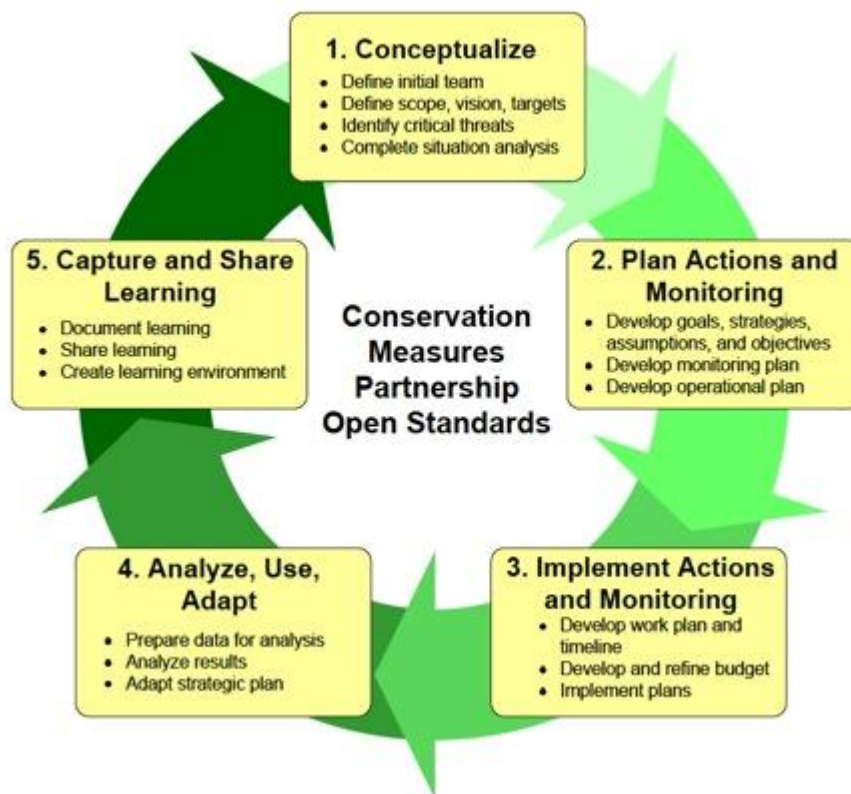 1. Conceptualize
• Define initial team
• Define scope, vision, targets
• Identify critical threats
• Complete situation analysis
5. Capture and Share
Learning
• Document learning
• Share learning
• Create learning environment
Conservation
Measures
Partnership
Open Standards
2. Plan Actions and
Monitoring
• Develop goals, strategies,
assumptions, and objectives
• Develop monitoring plan
• Develop operational plan
4. Analyze, Use,
Adapt
• Prepare data for analysis
• Analyze results
• Adapt strategic plan
3. Implement Actions
and Monitoring
• Develop work plan and
timeline
• Develop and refine budget
• Implement plans